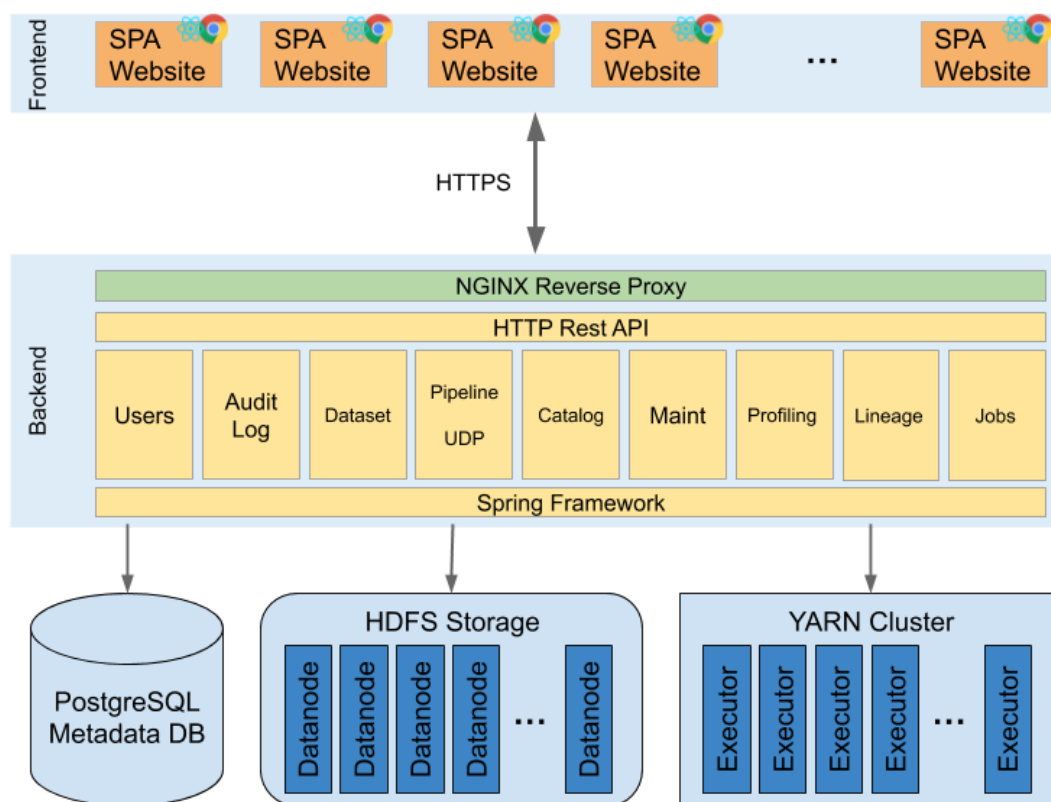 Frontend
SPA
Website
SPA
Website
SPA
Website
SPA
Website
...
SPA
Website
HTTPS
Backend
NGINX Reverse Proxy
HTTP Rest API
Users
Audit
Log
Dataset
Pipeline
UDP
Catalog
Maint
Profiling
Lineage
Jobs
Spring Framework
PostgreSQL
Metadata DB
HDFS Storage
Datanode
Datanode
Datanode
Datanode
...
Datanode
YARN Cluster
Executor
Executor
Executor
Executor
...
Executor